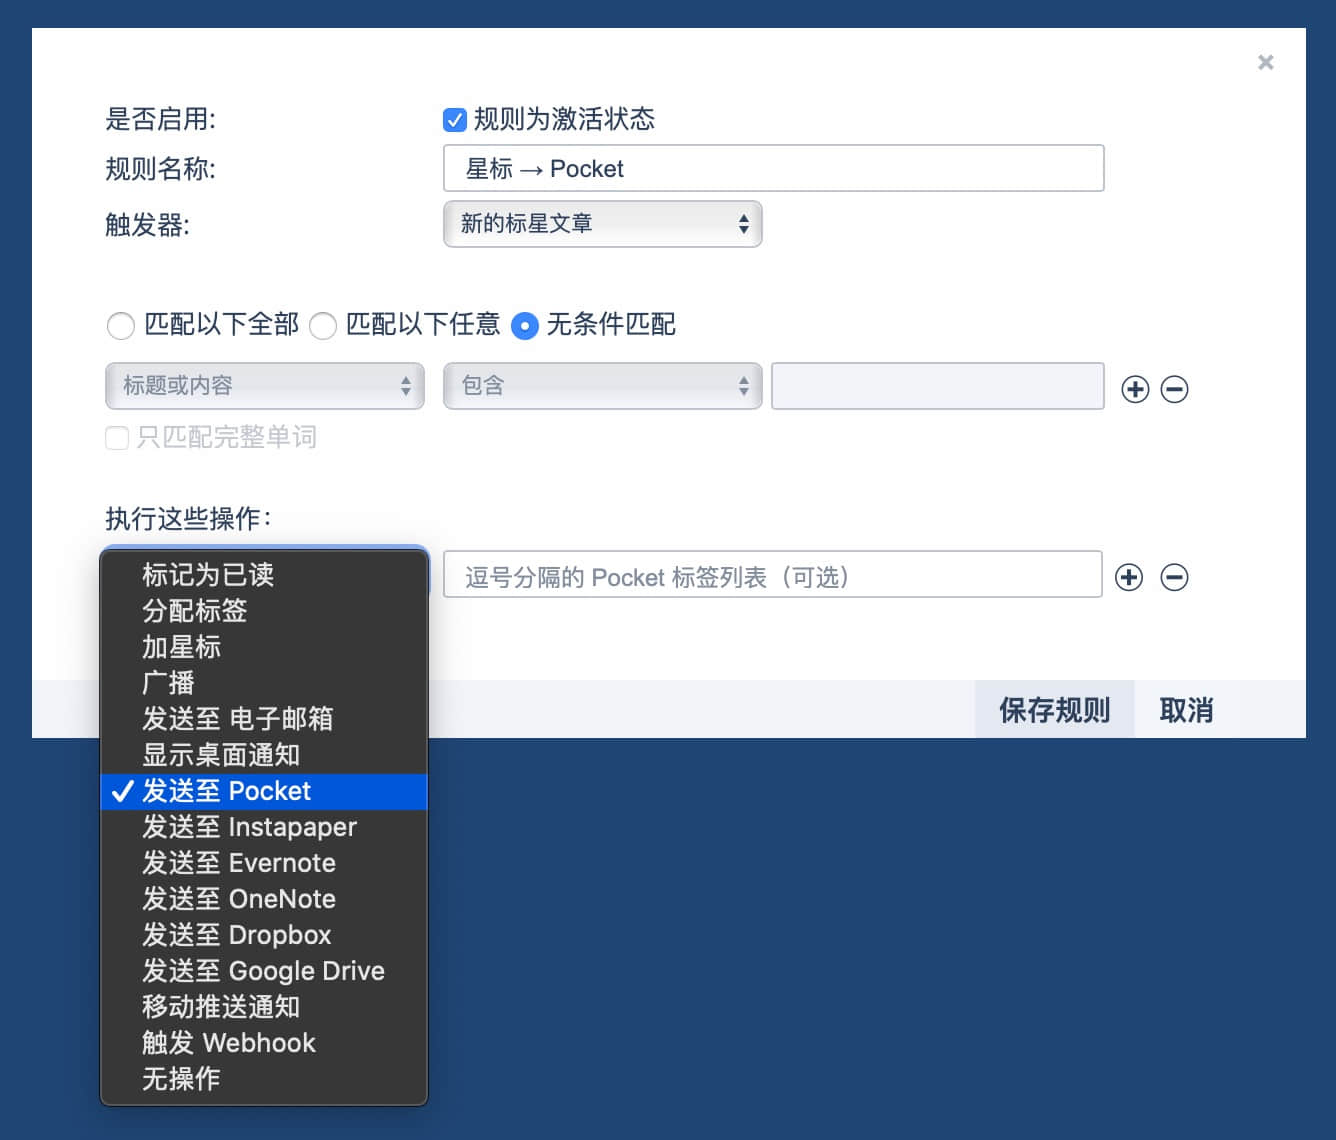 是否启用: 规则为激活状态
规则名称: 星标 → Pocket
触发器: 新的标星文章
匹配以下全部 匹配以下任意 无条件匹配
标题或内容 包含
只匹配完整单词
执行这些操作：
逗号分隔的 Pocket 标签列表（可选）
标记为已读
分配标签
加星标
广播
发送至 电子邮箱
显示桌面通知
发送至 Pocket
发送至 Instapaper
发送至 Evernote
发送至 OneNote
发送至 Dropbox
发送至 Google Drive
移动推送通知
触发 Webhook
无操作
保存规则 取消